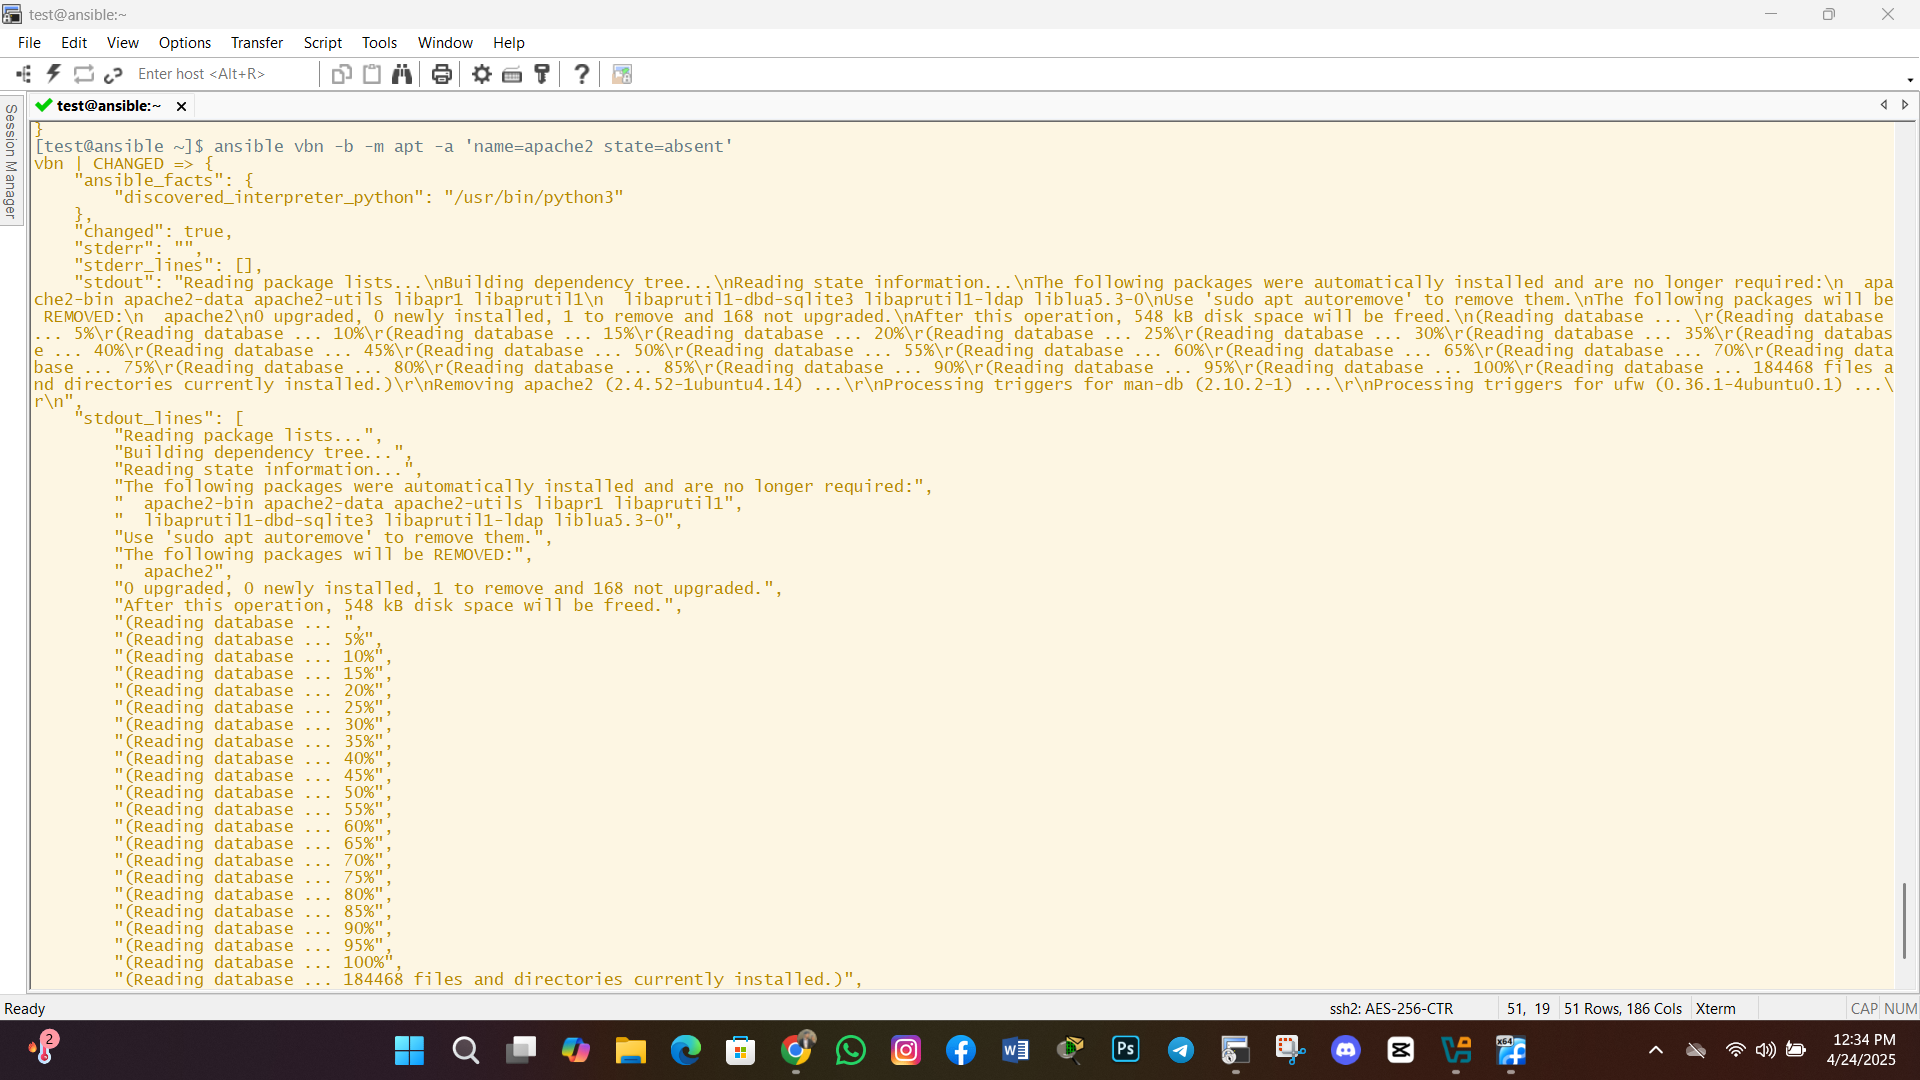 test@ansible:~
File Edit View Options Transfer Script Tools Window Help
Enter host <Alt+R>
Session Manager
test@ansible:~
}
[test@ansible ~]$ ansible vbn -b -m apt -a 'name=apache2 state=absent'
vbn | CHANGED => {
    "ansible_facts": {
        "discovered_interpreter_python": "/usr/bin/python3"
    },
    "changed": true,
    "stderr": "",
    "stderr_lines": [],
    "stdout": "Reading package lists...\nBuilding dependency tree...\nReading state information...\nThe following packages were automatically installed and are no longer required:\n  apa
che2-bin apache2-data apache2-utils libapr1 libaprutil1\n  libaprutil1-dbd-sqlite3 libaprutil1-ldap liblua5.3-0\nUse 'sudo apt autoremove' to remove them.\nThe following packages will be
 REMOVED:\n  apache2\n0 upgraded, 0 newly installed, 1 to remove and 168 not upgraded.\nAfter this operation, 548 kB disk space will be freed.\n(Reading database ... \r(Reading database 
... 5%\r(Reading database ... 10%\r(Reading database ... 15%\r(Reading database ... 20%\r(Reading database ... 25%\r(Reading database ... 30%\r(Reading database ... 35%\r(Reading databas
e ... 40%\r(Reading database ... 45%\r(Reading database ... 50%\r(Reading database ... 55%\r(Reading database ... 60%\r(Reading database ... 65%\r(Reading database ... 70%\r(Reading data
base ... 75%\r(Reading database ... 80%\r(Reading database ... 85%\r(Reading database ... 90%\r(Reading database ... 95%\r(Reading database ... 100%\r(Reading database ... 184468 files a
nd directories currently installed.)\r\nRemoving apache2 (2.4.52-1ubuntu4.14) ...\r\nProcessing triggers for man-db (2.10.2-1) ...\r\nProcessing triggers for ufw (0.36.1-4ubuntu0.1) ...\
r\n",
    "stdout_lines": [
        "Reading package lists...",
        "Building dependency tree...",
        "Reading state information...",
        "The following packages were automatically installed and are no longer required:",
        "  apache2-bin apache2-data apache2-utils libapr1 libaprutil1",
        "  libaprutil1-dbd-sqlite3 libaprutil1-ldap liblua5.3-0",
        "Use 'sudo apt autoremove' to remove them.",
        "The following packages will be REMOVED:",
        "  apache2",
        "0 upgraded, 0 newly installed, 1 to remove and 168 not upgraded.",
        "After this operation, 548 kB disk space will be freed.",
        "(Reading database ... ",
        "(Reading database ... 5%",
        "(Reading database ... 10%",
        "(Reading database ... 15%",
        "(Reading database ... 20%",
        "(Reading database ... 25%",
        "(Reading database ... 30%",
        "(Reading database ... 35%",
        "(Reading database ... 40%",
        "(Reading database ... 45%",
        "(Reading database ... 50%",
        "(Reading database ... 55%",
        "(Reading database ... 60%",
        "(Reading database ... 65%",
        "(Reading database ... 70%",
        "(Reading database ... 75%",
        "(Reading database ... 80%",
        "(Reading database ... 85%",
        "(Reading database ... 90%",
        "(Reading database ... 95%",
        "(Reading database ... 100%",
        "(Reading database ... 184468 files and directories currently installed.)",
Ready ssh2: AES-256-CTR 51, 19 51 Rows, 186 Cols Xterm CAP NUM
2 Ps X64 12:34 PM
4/24/2025